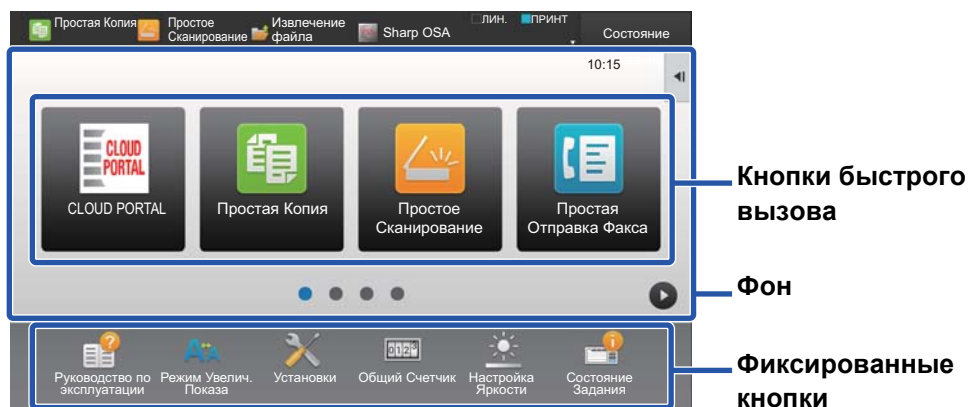 Простая Копия
Простое
Сканирование
Извлечение
файла
Sharp OSA
ЛИН.
ПРИНТ
Состояние
10:15
CLOUD
PORTAL
CLOUD PORTAL
Простая Копия
Простое
Сканирование
Простая
Отправка Факса
Кнопки быстрого
вызова
Фон
Руководство по
эксплуатации
Режим Увелич.
Показа
Установки
Общий Счетчик
Настройка
Яркости
Состояние
Задания
Фиксированные
кнопки